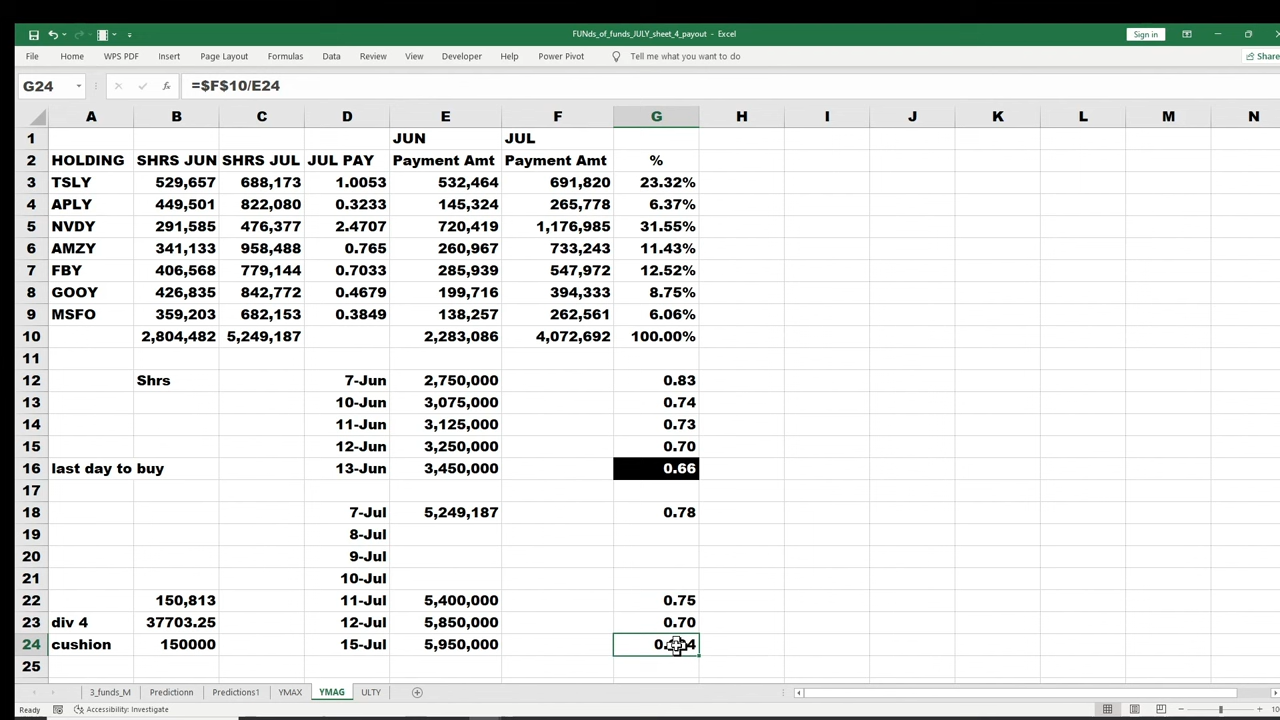 FUNds_of_funds_JULY_sheet_4_payout - Excel Sign in
File Home WPS PDF Insert Page Layout Formulas Data Review View Developer Help Power Pivot Tell me what you want to do Share
G24 fx =$F$10/E24
A B C D E F G H I J K L M N
1 JUN JUL
2 HOLDING SHRS JUN SHRS JUL JUL PAY Payment Amt Payment Amt %
3 TSLY 529,657 688,173 1.0053 532,464 691,820 23.32%
4 APLY 449,501 822,080 0.3233 145,324 265,778 6.37%
5 NVDY 291,585 476,377 2.4707 720,419 1,176,985 31.55%
6 AMZY 341,133 958,488 0.765 260,967 733,243 11.43%
7 FBY 406,568 779,144 0.7033 285,939 547,972 12.52%
8 GOOY 426,835 842,772 0.4679 199,716 394,333 8.75%
9 MSFO 359,203 682,153 0.3849 138,257 262,561 6.06%
10 2,804,482 5,249,187 2,283,086 4,072,692 100.00%
11
12 Shrs 7-Jun 2,750,000 0.83
13 10-Jun 3,075,000 0.74
14 11-Jun 3,125,000 0.73
15 12-Jun 3,250,000 0.70
16 last day to buy 13-Jun 3,450,000 0.66
17
18 7-Jul 5,249,187 0.78
19 8-Jul
20 9-Jul
21 10-Jul
22 150,813 11-Jul 5,400,000 0.75
23 div 4 37703.25 12-Jul 5,850,000 0.70
24 cushion 150000 15-Jul 5,950,000
25
3_funds_M Predictionn Predictions1 YMAX YMAG ULTY
Ready Accessibility: Investigate